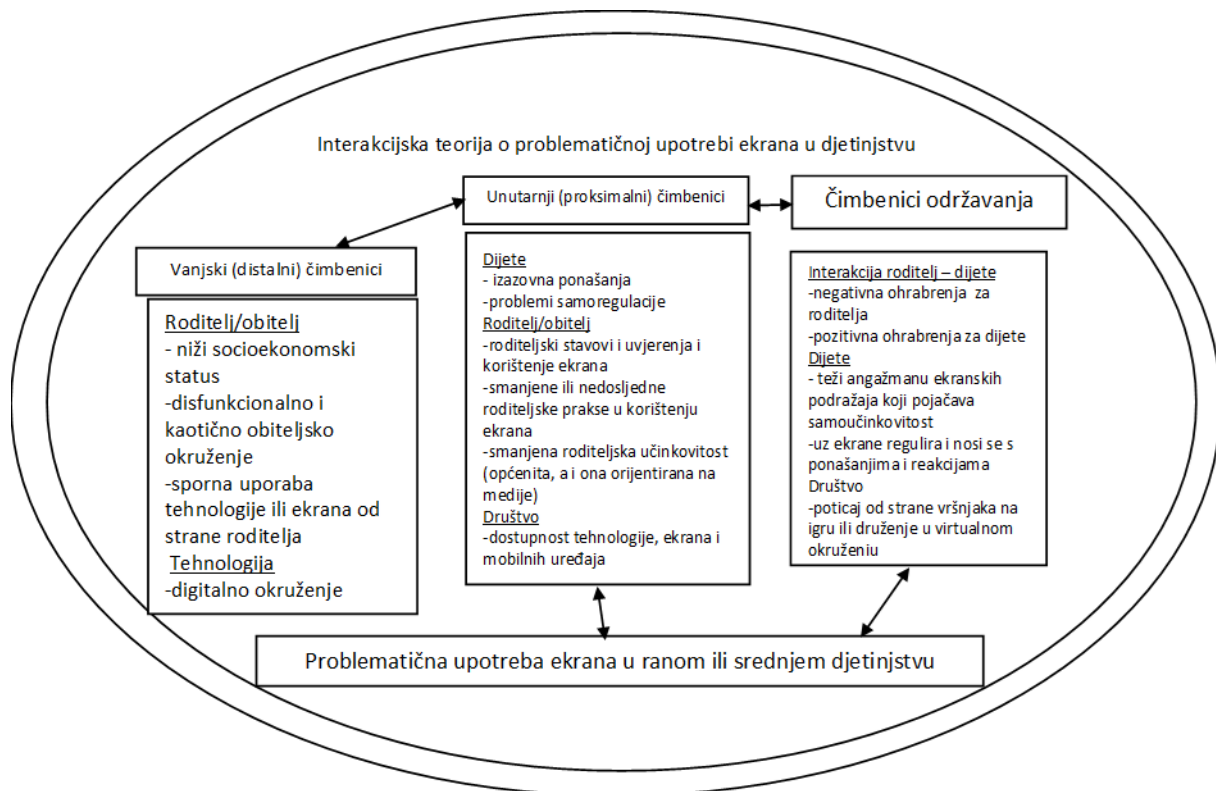 Interakcijska teorija o problematičnoj upotrebi ekrana u djetinjstvu
Vanjski (distalni) čimbenici
Roditelj/obitelj
- niži socioekonomski
status
-disfunkcionalno i
kaotično obiteljsko
okruženje
-sporna uporaba
tehnologije ili ekrana od
strane roditelja
Tehnologija
-digitalno okruženje
Unutarnji (proksimalni) čimbenici
Dijete
- izazovna ponašanja
-problemi samoregulacije
Roditelj/obitelj
-roditeljski stavovi i uvjerenja i
korištenje ekrana
-smanjene ili nedosljedne
roditeljske prakse u korištenju
ekrana
-smanjena roditeljska učinkovitost
(općenita, a i ona orijentirana na
medije)
Društvo
-dostupnost tehnologije, ekrana i
mobilnih uređaja
Čimbenici održavanja
Interakcija roditelj – dijete
-negativna ohrabrenja za
roditelja
-pozitivna ohrabrenja za dijete
Dijete
- teži angažmanu ekranskih
podražaja koji pojačava
samoučinkovitost
-uz ekrane regulira i nosi se s
ponašanjima i reakcijama
Društvo
-poticaj od strane vršnjaka na
igru ili druženje u virtualnom
okruženiu
Problematična upotreba ekrana u ranom ili srednjem djetinjstvu